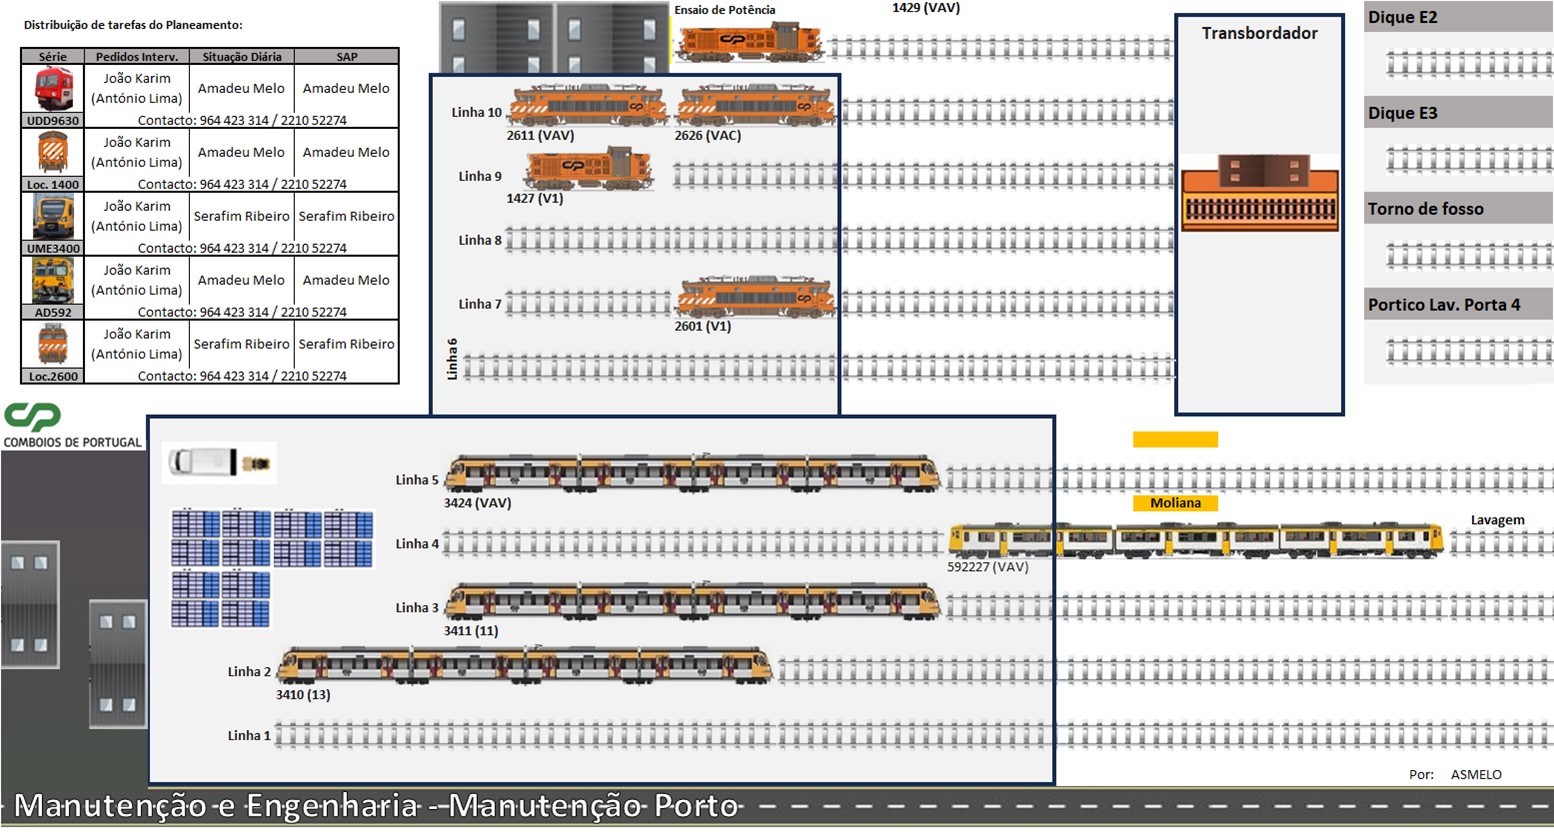 Distribuição de tarefas do Planeamento:
Série Pedidos Interv. Situação Diária SAP
João Karim
(António Lima) Amadeu Melo Amadeu Melo
UDD9630 Contacto: 964 423 314 / 2210 52274
João Karim
(António Lima) Amadeu Melo Amadeu Melo
Loc. 1400 Contacto: 964 423 314 / 2210 52274
João Karim
(António Lima) Serafim Ribeiro Serafim Ribeiro
UME3400 Contacto: 964 423 314 / 2210 52274
João Karim
(António Lima) Amadeu Melo Amadeu Melo
AD592 Contacto: 964 423 314 / 2210 52274
João Karim
(António Lima) Serafim Ribeiro Serafim Ribeiro
Loc.2600 Contacto: 964 423 314 / 2210 52274
CP
COMBOIOS DE PORTUGAL
Ensaio de Potência
1429 (VAV)
Linha 10
2611 (VAV) 2626 (VAC)
Linha 9
1427 (V1)
Linha 8
Linha 7
2601 (V1)
Linha 6
Transbordador
Dique E2
Dique E3
Torno de fosso
Portico Lav. Porta 4
Linha 5
3424 (VAV)
Moliana
Linha 4
Lavagem
592227 (VAV)
Linha 3
3411 (11)
Linha 2
3410 (13)
Linha 1
Por: ASMELO
Manutenção e Engenharia - Manutenção Porto